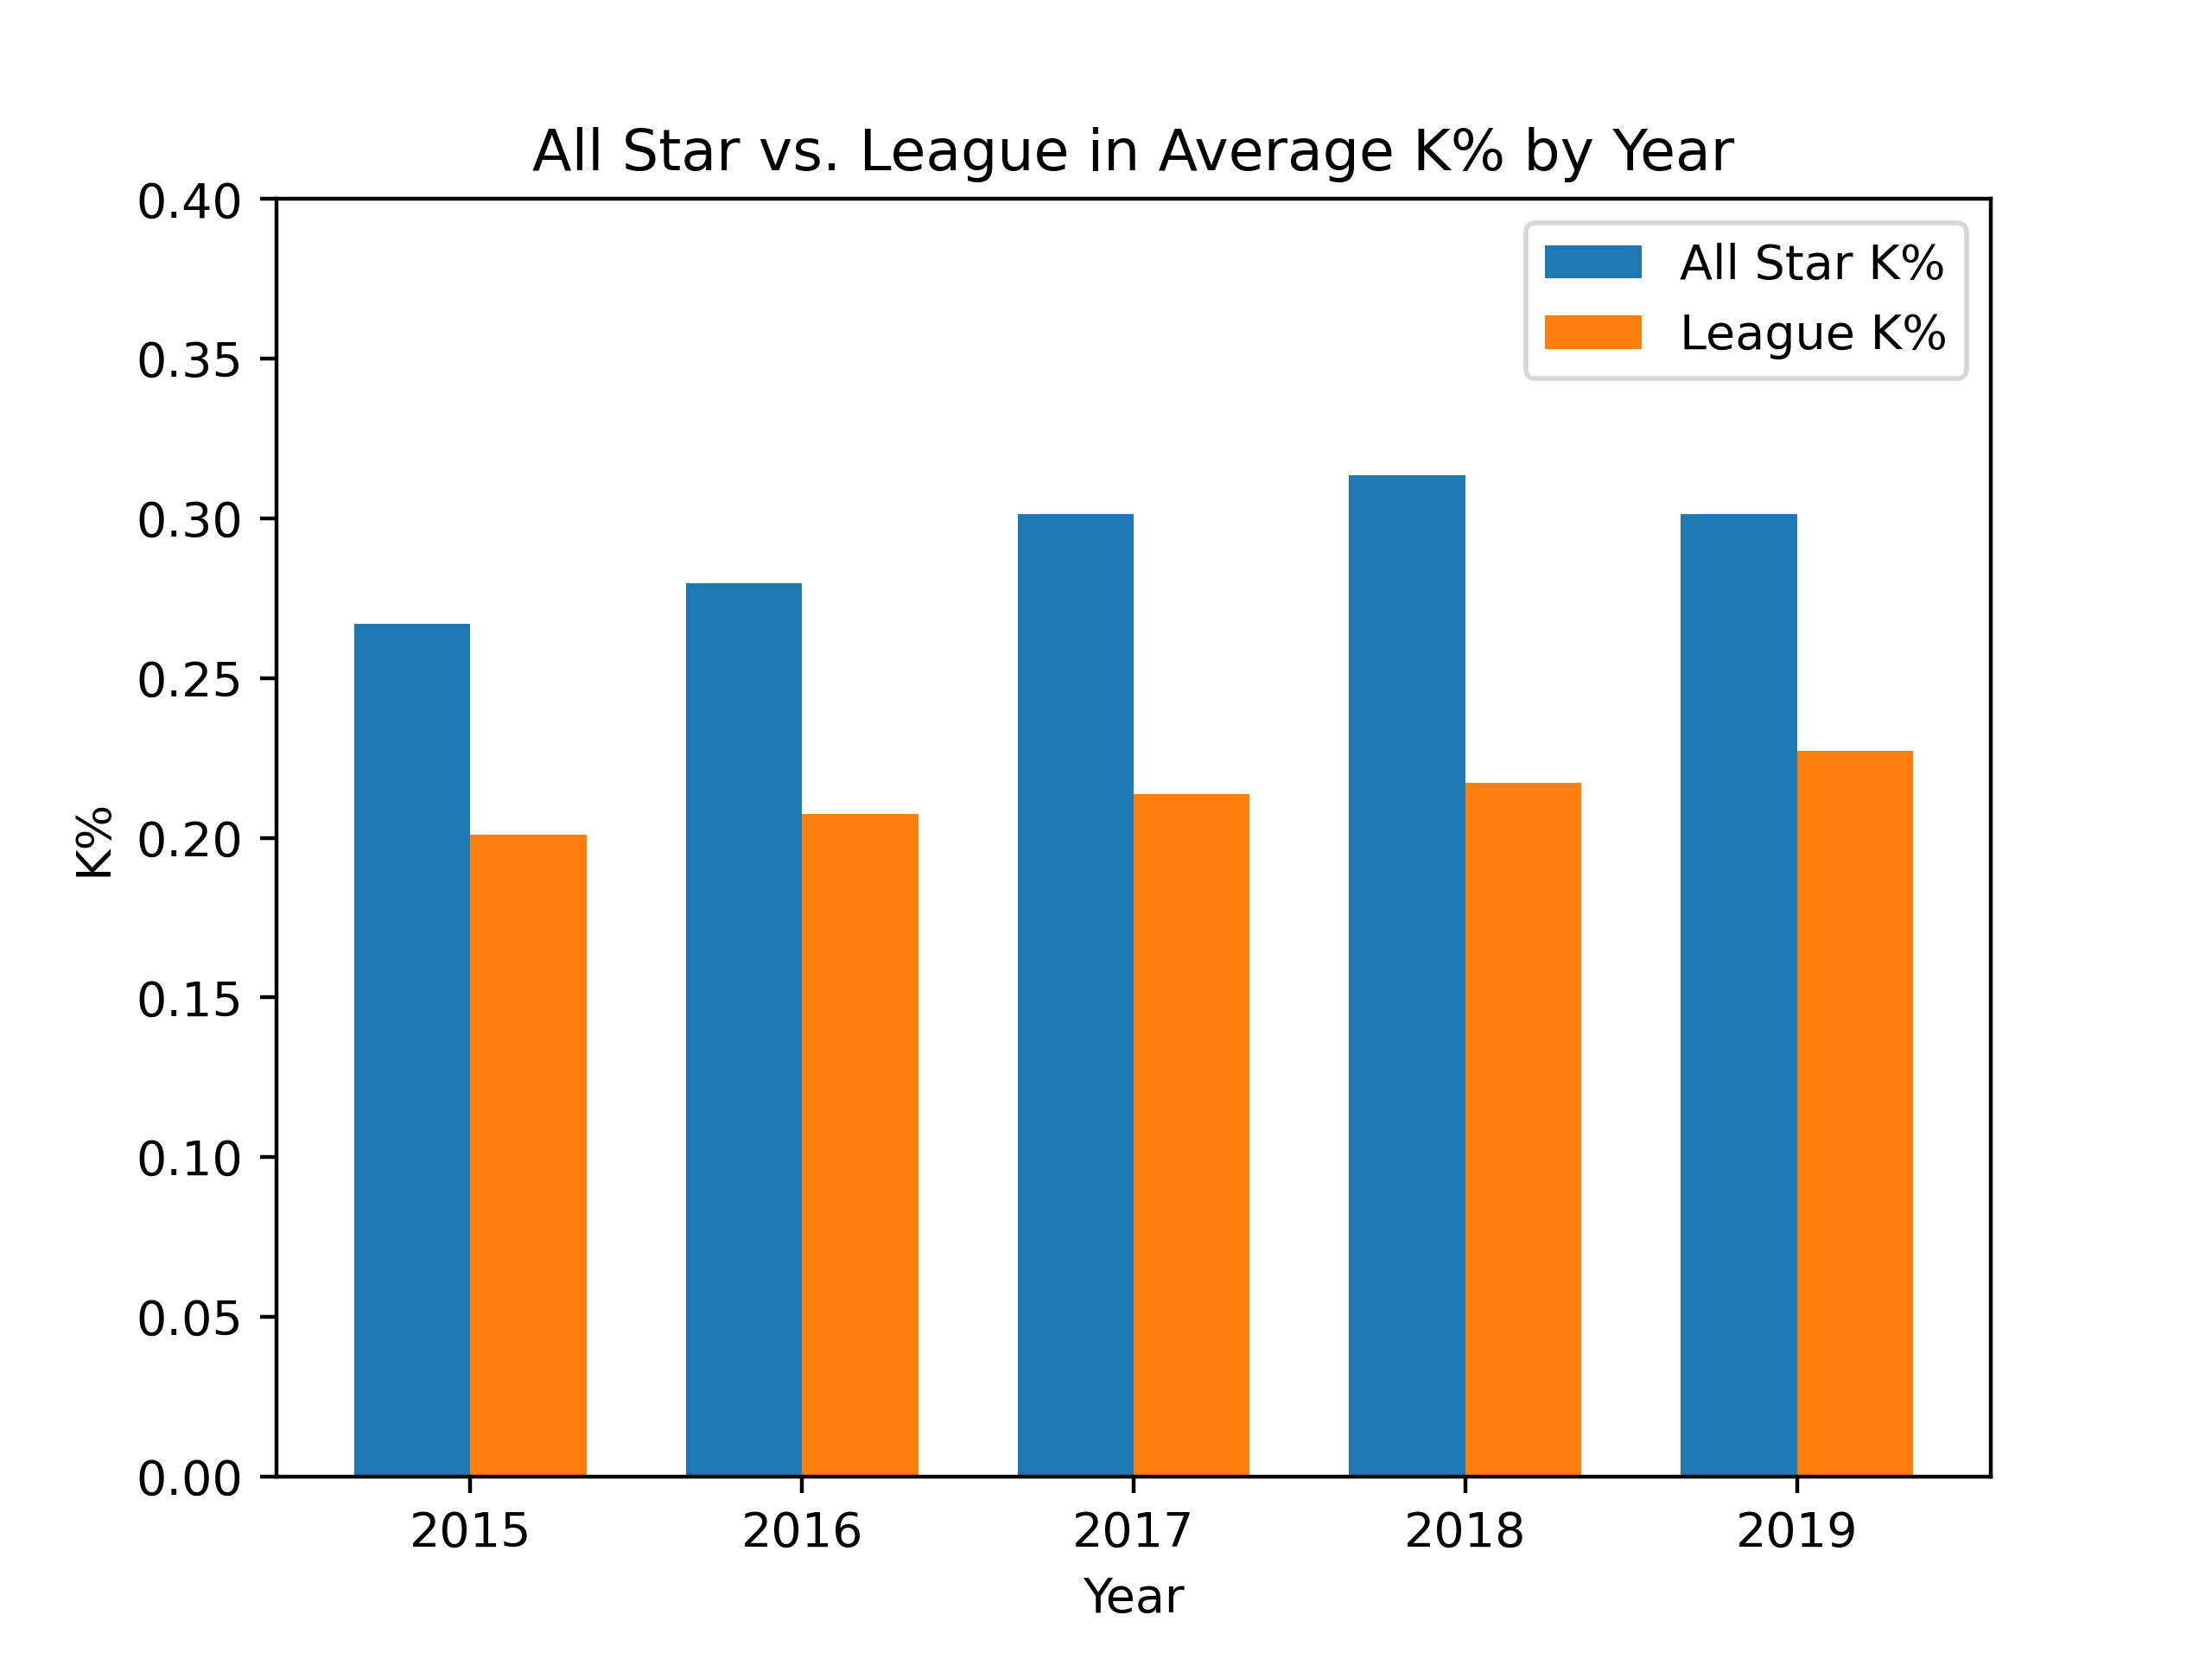 All Star vs. League in Average K% by Year
0.40
0.35
0.30
0.25
0.20
0.15
0.10
0.05
0.00
K%
All Star K%
League K%
2015 2016 2017 2018 2019
Year